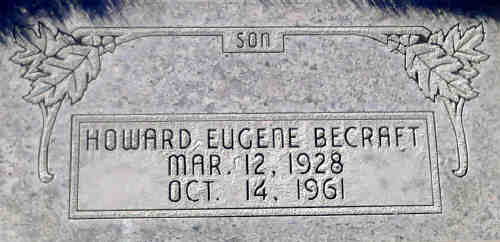 SON
HOWARD EUGENE BECRAFT
MAR. 12, 1928
OCT. 14, 1961